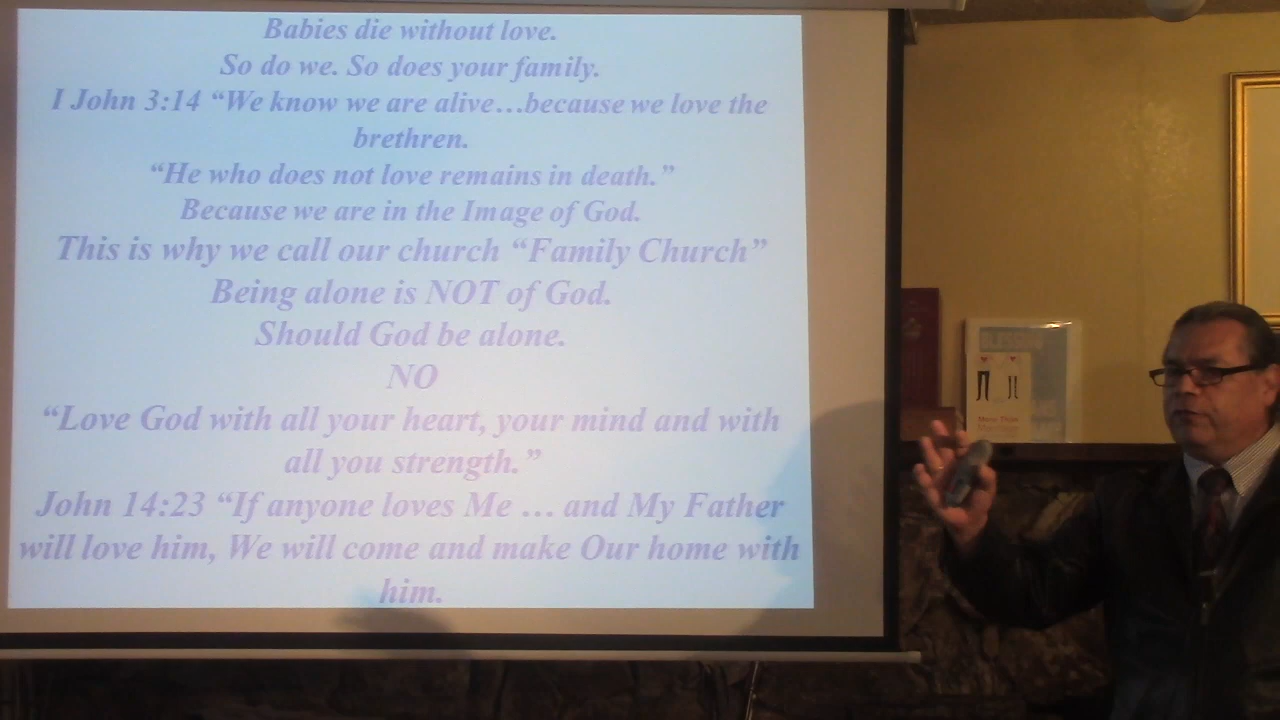 Babies die without love.
So do we. So does your family.
I John 3:14 “We know we are alive…because we love the
brethren.
“He who does not love remains in death.”
Because we are in the Image of God.
This is why we call our church “Family Church”
Being alone is NOT of God.
Should God be alone.
NO
“Love God with all your heart, your mind and with
all you strength.”
John 14:23 “If anyone loves Me … and My Father
will love him, We will come and make Our home with
him.